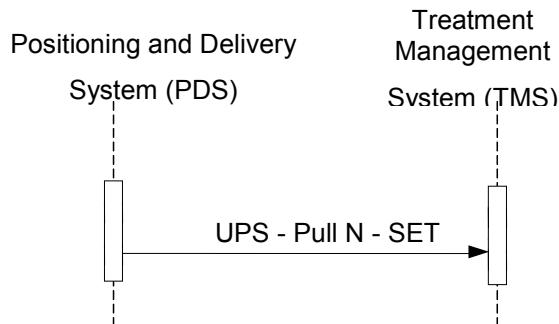 Positioning and Delivery
System (PDS)
Treatment
Management
System (TMS)
UPS - Pull N - SET